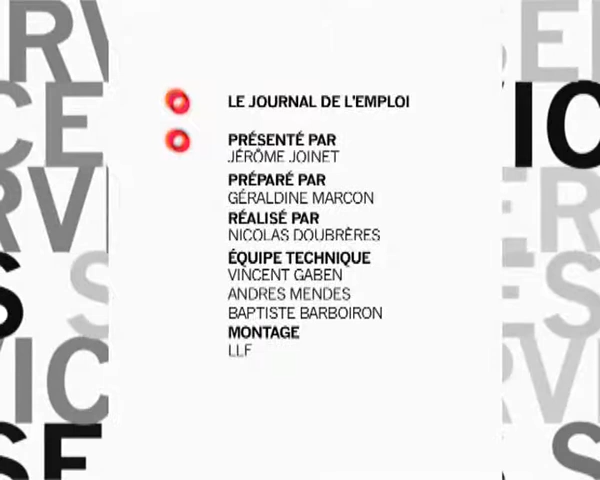 LE JOURNAL DE L'EMPLOI
PRÉSENTÉ PAR
JÉRÔME JOINET
PRÉPARÉ PAR
GÉRALDINE MARCON
RÉALISÉ PAR
NICOLAS DOUBRÈRES
ÉQUIPE TECHNIQUE
VINCENT GABEN
ANDRES MENDES
BAPTISTE BARBOIRON
MONTAGE
LLF